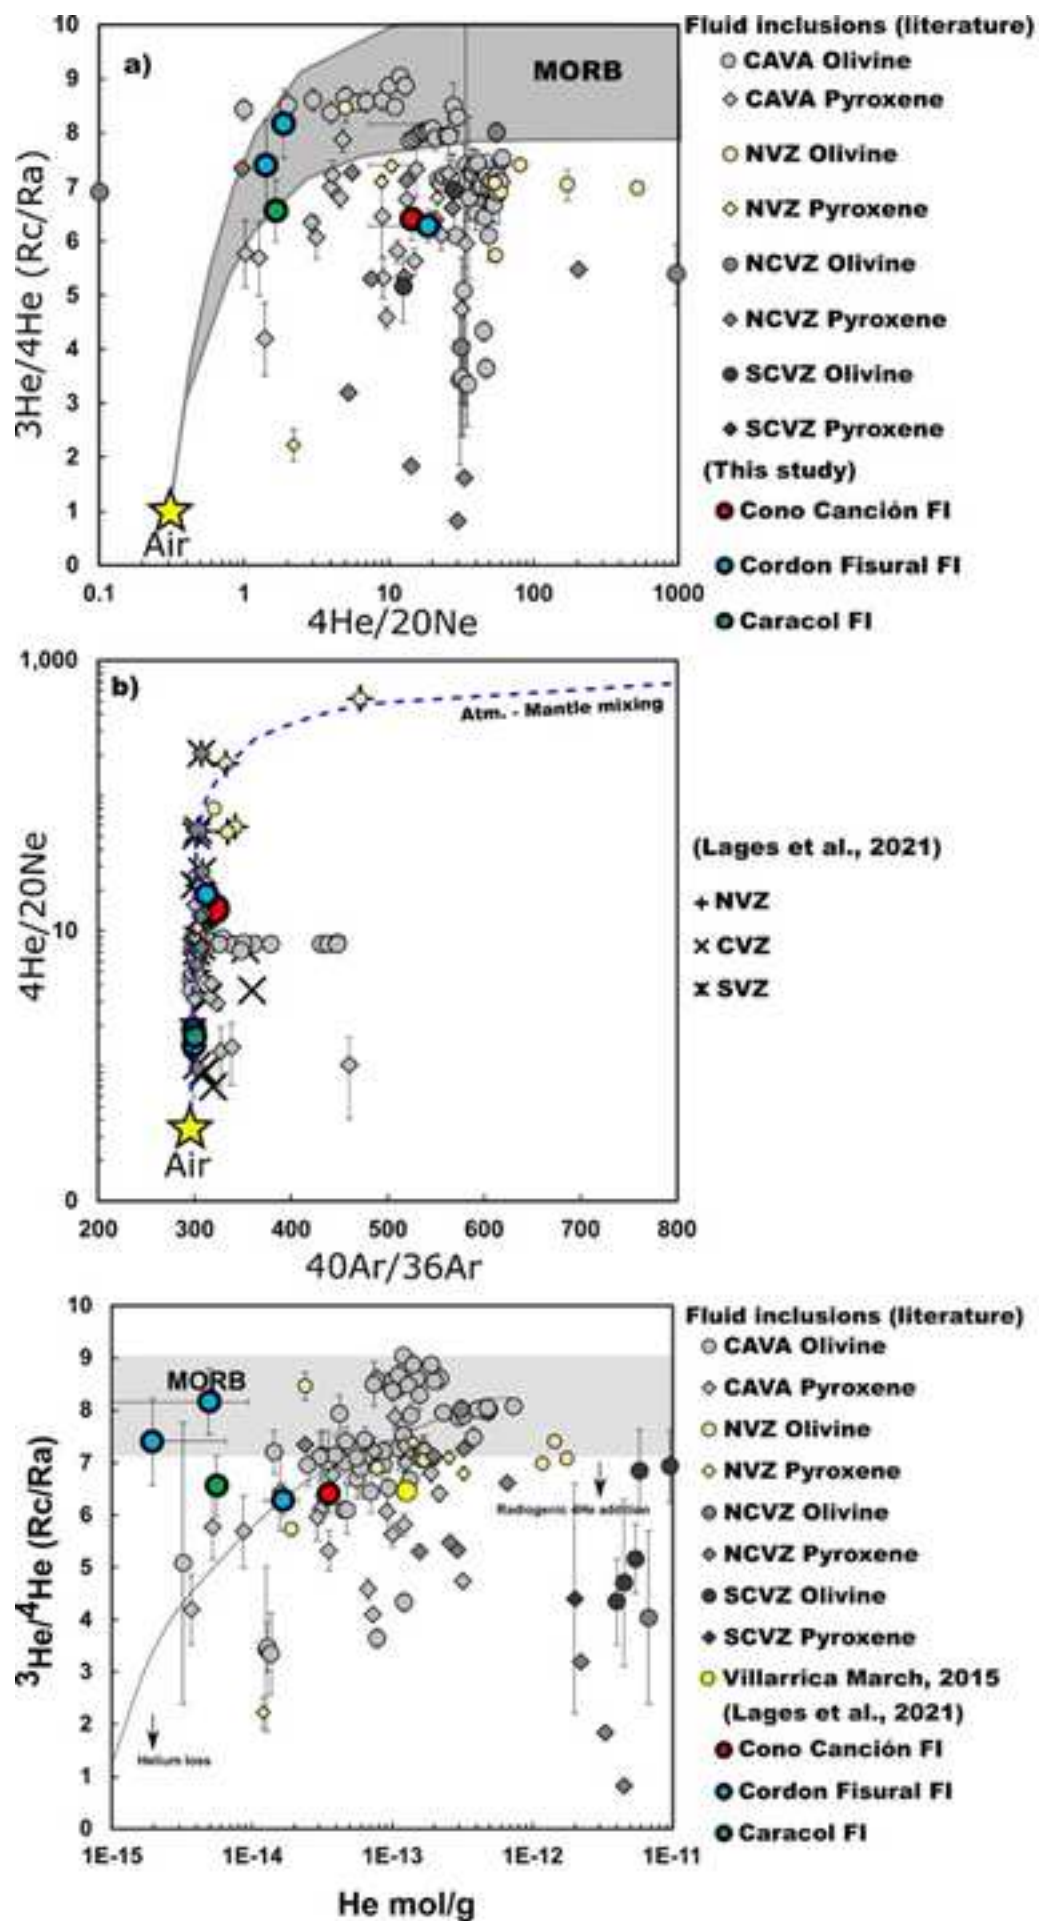 a)
MORB
10
9
8
7
6
5
4
3
2
1
0
3He/4He (Rc/Ra)
Air
0.1
1
10
100
1000
4He/20Ne
Fluid inclusions (literature)
CAVA Olivine
CAVA Pyroxene
NVZ Olivine
NVZ Pyroxene
NCVZ Olivine
NCVZ Pyroxene
SCVZ Olivine
SCVZ Pyroxene
(This study)
Cono Canción FI
Cordon Fisural FI
Caracol FI
b)
1,000
10
0
4He/20Ne
Atm. - Mantle mixing
Air
200
300
400
500
600
700
800
40Ar/36Ar
(Lages et al., 2021)
NVZ
CVZ
SVZ
10
9
8
7
6
5
4
3
2
1
0
3He/4He (Rc/Ra)
MORB
Radiogenic 4He addition
Helium loss
1E-15
1E-14
1E-13
1E-12
1E-11
He mol/g
Fluid inclusions (literature)
CAVA Olivine
CAVA Pyroxene
NVZ Olivine
NVZ Pyroxene
NCVZ Olivine
NCVZ Pyroxene
SCVZ Olivine
SCVZ Pyroxene
Villarrica March, 2015
(Lages et al., 2021)
Cono Canción FI
Cordon Fisural FI
Caracol FI